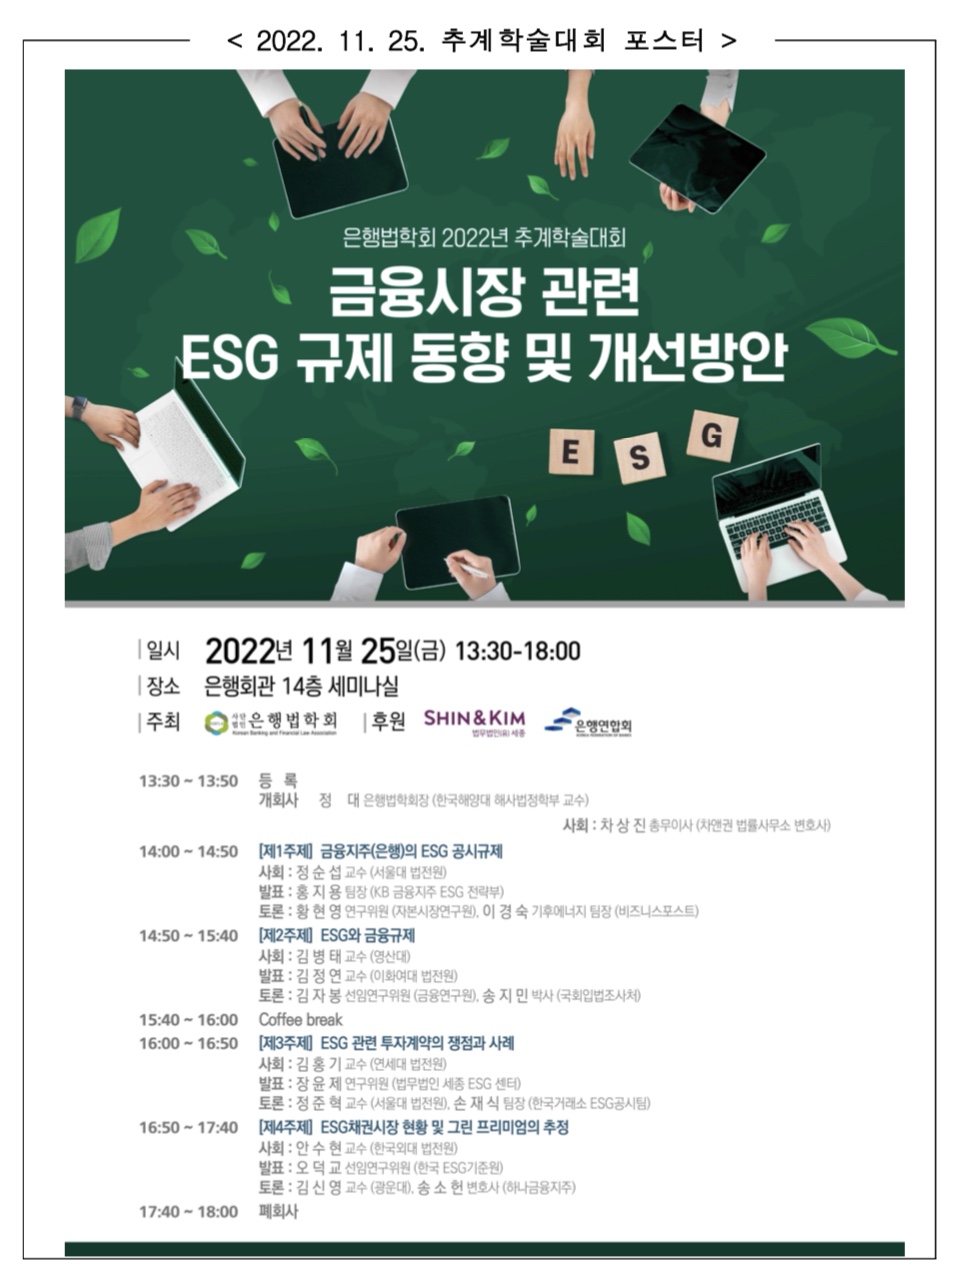 < 2022. 11. 25. 추계학술대회 포스터 >
은행법학회 2022년 추계학술대회
금융시장 관련
ESG 규제 동향 및 개선방안
E S G
일시 2022년 11월 25일(금) 13:30-18:00
장소 은행회관 14층 세미나실
주최 사단법인 은행법학회 Korean Banking and Financial Law Association 후원 SHIN&KIM 법무법인(유) 세종 은행연합회 KOREA FEDERATION OF BANKS
13:30 ~ 13:50 등 록
개회사 정 대 은행법학회장 (한국해양대 해사법정학부 교수)
사회 : 차 상 진 총무이사 (차앤권 법률사무소 변호사)
14:00 ~ 14:50 [제1주제] 금융지주(은행)의 ESG 공시규제
사회 : 정 순 섭 교수 (서울대 법전원)
발표 : 홍 지 용 팀장 (KB 금융지주 ESG 전략부)
토론 : 황 현 영 연구위원 (자본시장연구원), 이 경 숙 기후에너지 팀장 (비즈니스포스트)
14:50 ~ 15:40 [제2주제] ESG와 금융규제
사회 : 김 병 태 교수 (영산대)
발표 : 김 정 연 교수 (이화여대 법전원)
토론 : 김 자 봉 선임연구위원 (금융연구원), 송 지 민 박사 (국회입법조사처)
15:40 ~ 16:00 Coffee break
16:00 ~ 16:50 [제3주제] ESG 관련 투자계약의 쟁점과 사례
사회 : 김 홍 기 교수 (연세대 법전원)
발표 : 장 윤 제 연구위원 (법무법인 세종 ESG 센터)
토론 : 정 준 혁 교수 (서울대 법전원), 손 재 식 팀장 (한국거래소 ESG공시팀)
16:50 ~ 17:40 [제4주제] ESG채권시장 현황 및 그린 프리미엄의 추정
사회 : 안 수 현 교수 (한국외대 법전원)
발표 : 오 덕 교 선임연구위원 (한국 ESG기준원)
토론 : 김 신 영 교수 (광운대), 송 소 헌 변호사 (하나금융지주)
17:40 ~ 18:00 폐회사